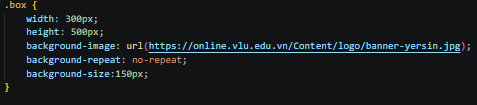 .box {
    width: 300px;
    height: 500px;
    background-image: url(https://online.vlu.edu.vn/Content/logo/banner-yersin.jpg);
    background-repeat: no-repeat;
    background-size:150px;
}